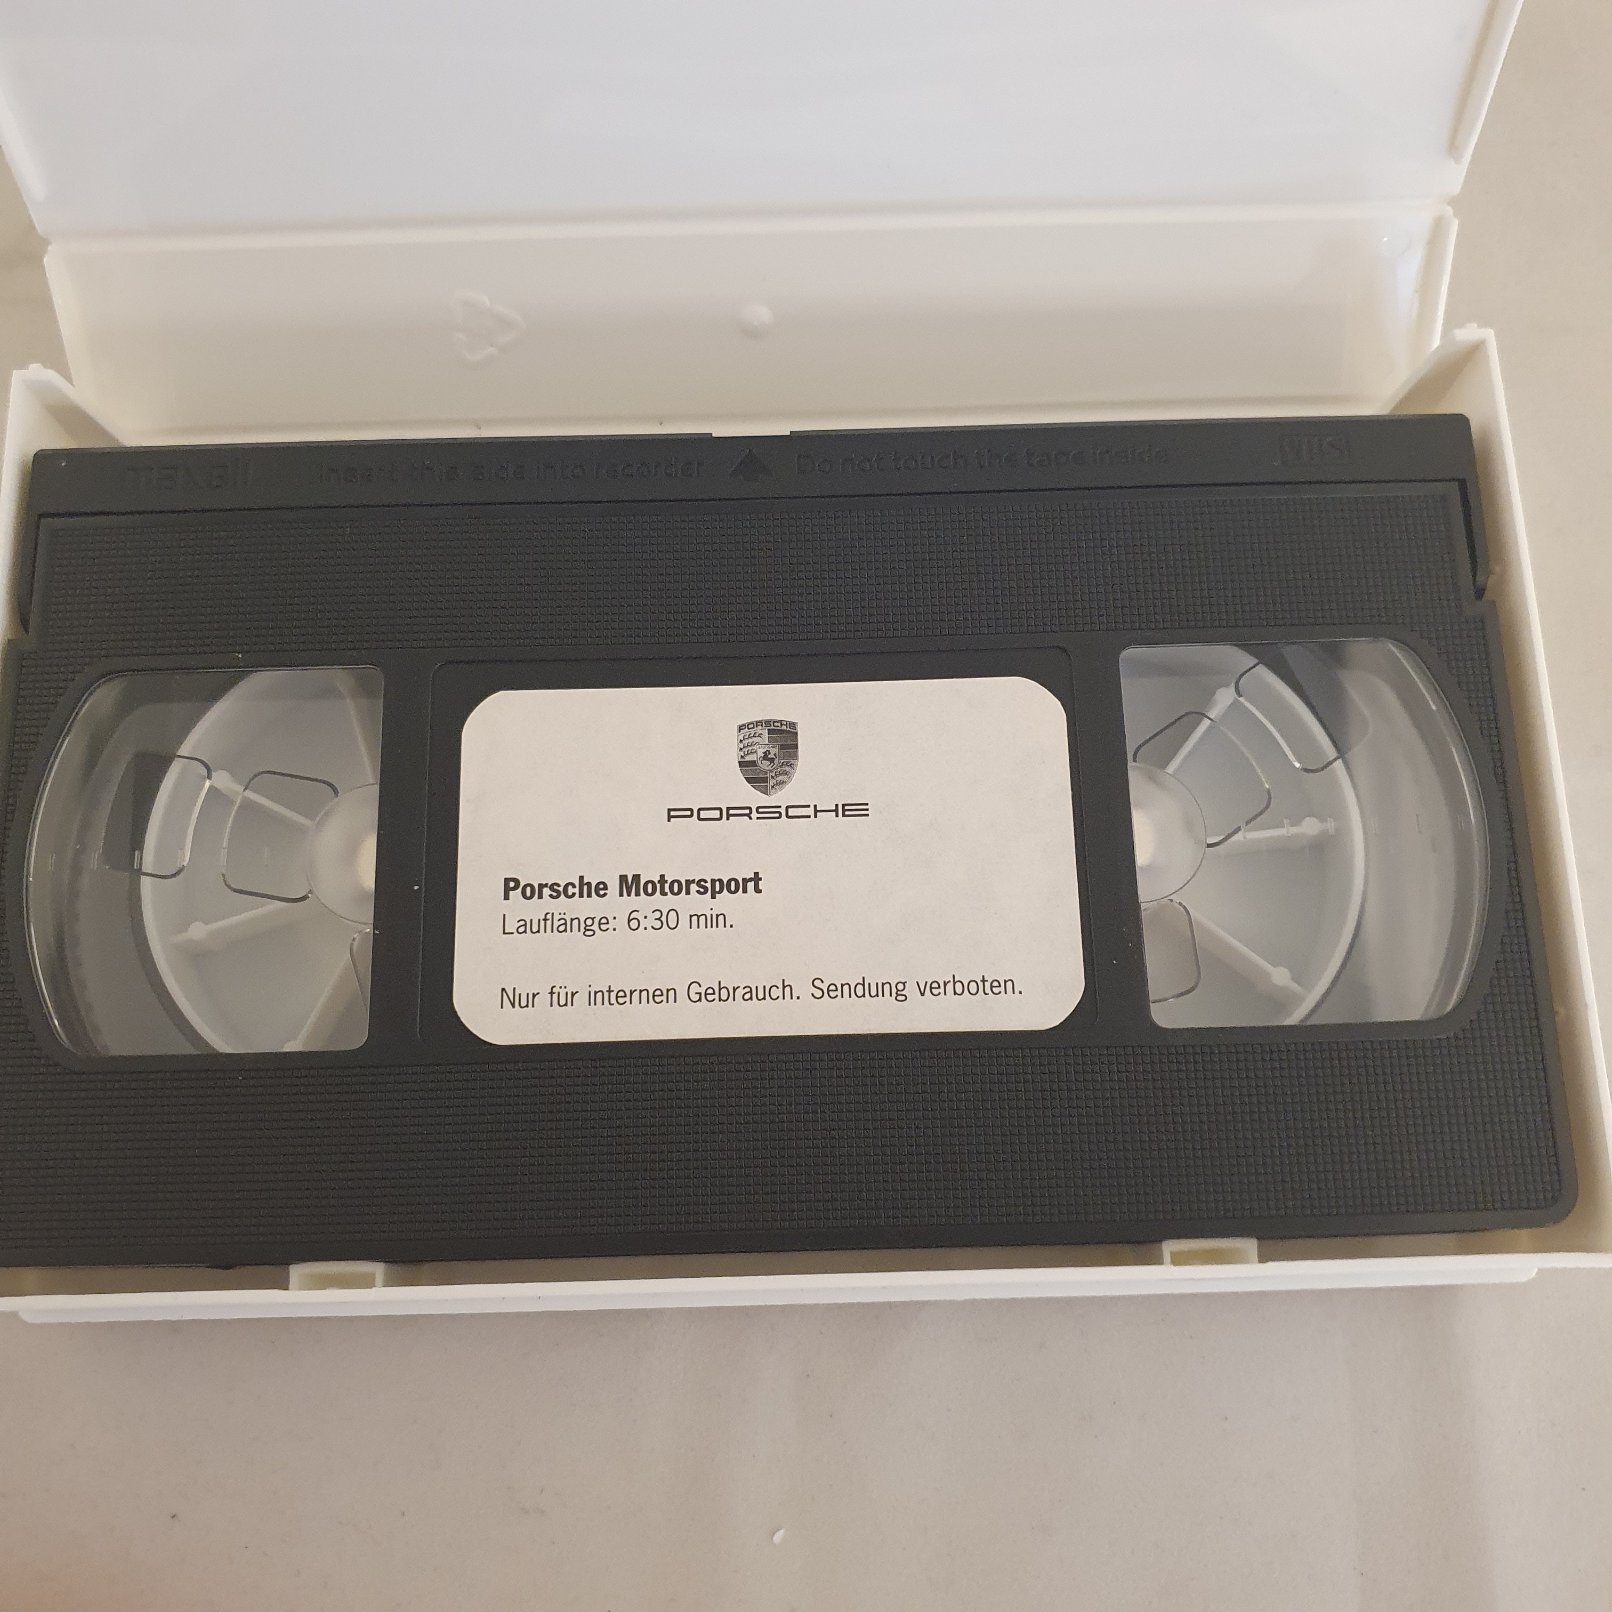 maxell Insert this side into recorder Do not touch the tape inside VHS
PORSCHE
PORSCHE
Porsche Motorsport
Lauflänge: 6:30 min.
Nur für internen Gebrauch. Sendung verboten.